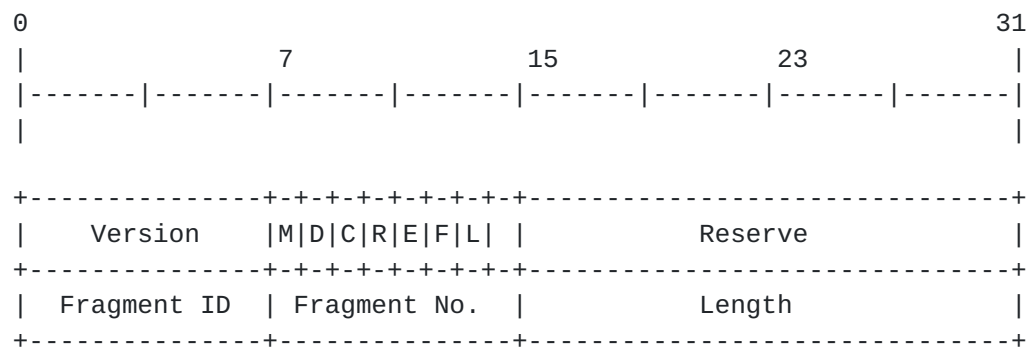 0                                                              31
|                7               15              23             |
|-------|-------|-------|-------|-------|-------|-------|-------|
|                                                               |
+---------------+-+-+-+-+-+-+-+-+-------------------------------+
|    Version    |M|D|C|R|E|F|L| |           Reserve             |
+---------------+-+-+-+-+-+-+-+-+-------------------------------+
|  Fragment ID  | Fragment No.  |           Length              |
+---------------+---------------+-------------------------------+